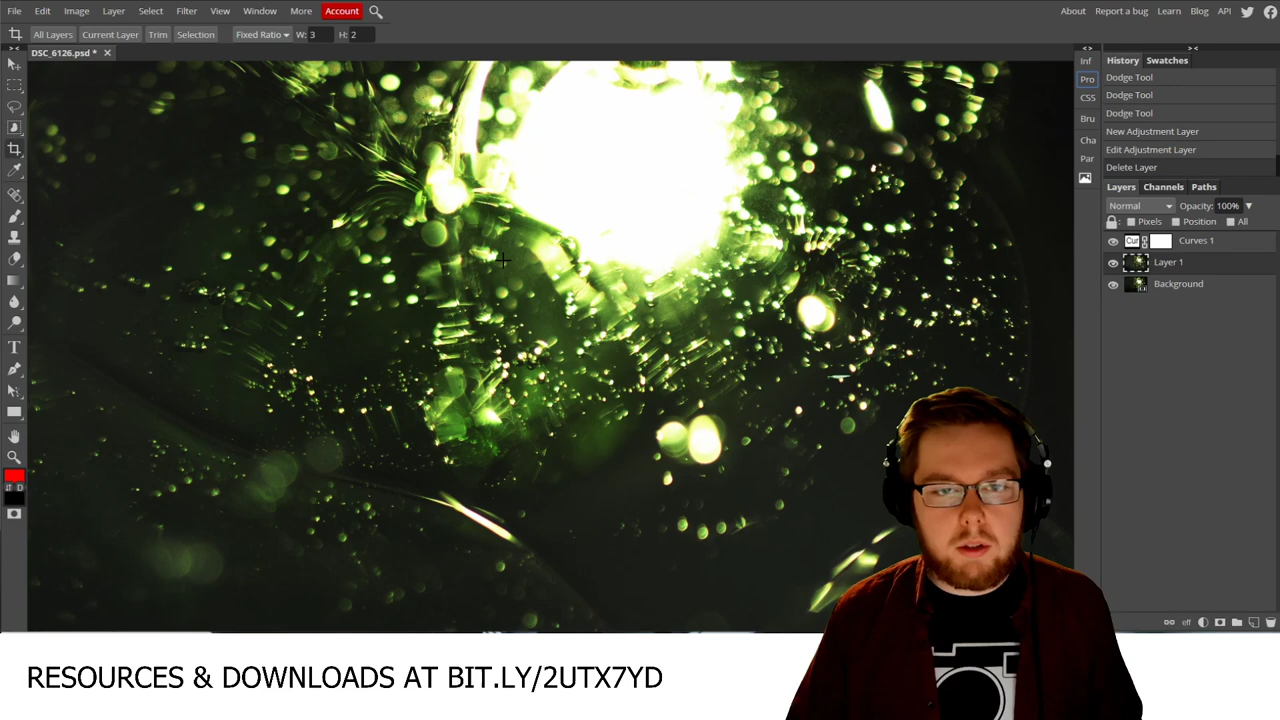 File Edit Image Layer Select Filter View Window More Account
About Report a bug Learn Blog API
All Layers Current Layer Trim Selection Fixed Ratio W: 3 H: 2
DSC_6126.psd *
Inf
Pro
CSS
Bru
Cha
Par
History Swatches
Dodge Tool
Dodge Tool
Dodge Tool
New Adjustment Layer
Edit Adjustment Layer
Delete Layer
Layers Channels Paths
Normal Opacity: 100%
Pixels Position All
Cur Curves 1
Layer 1
Background
D
eff
RESOURCES & DOWNLOADS AT BIT.LY/2UTX7YD